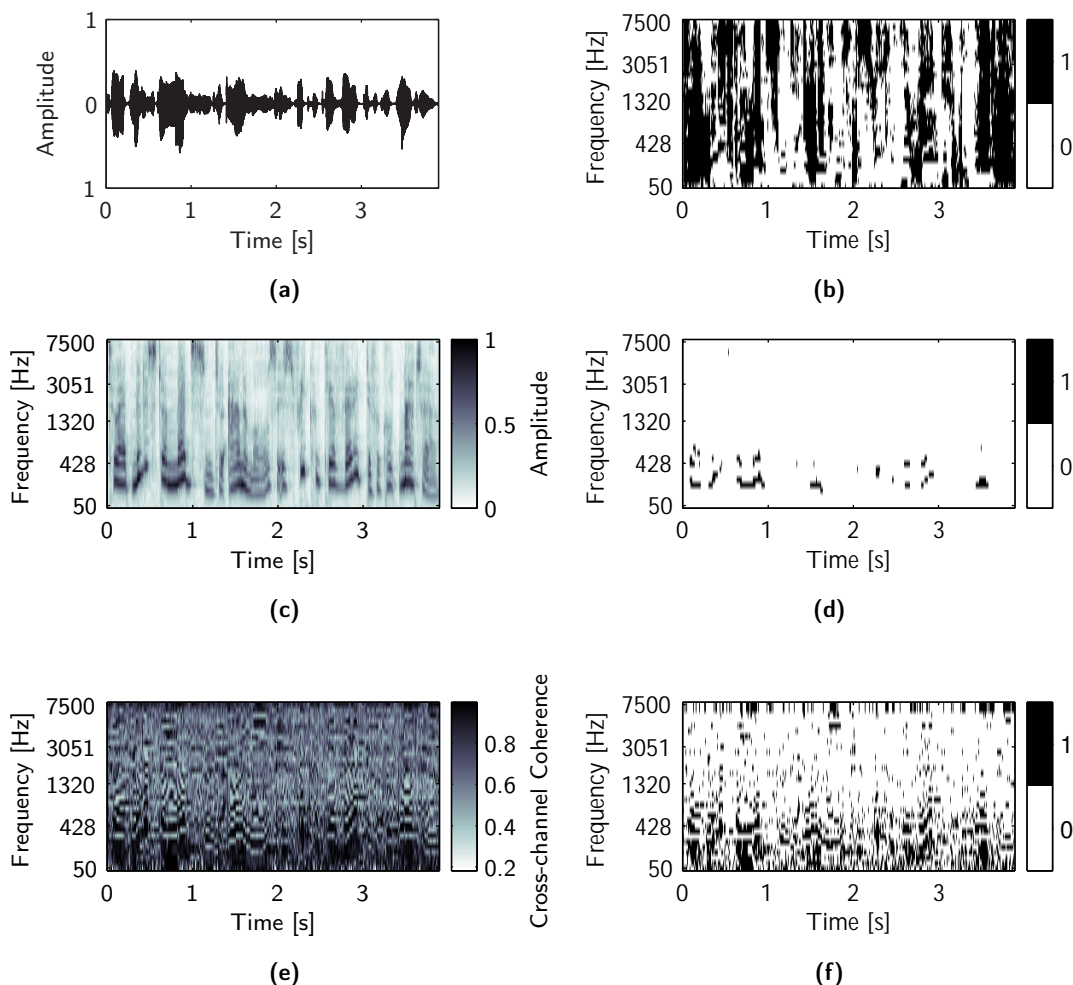 1
0
1
Amplitude
0 1 2 3
Time [s]
(a)
7500
3051
1320
428
50
Frequency [Hz]
0 1 2 3
Time [s]
1
0
(b)
7500
3051
1320
428
50
Frequency [Hz]
0 1 2 3
Time [s]
1
0.5
0
Amplitude
(c)
7500
3051
1320
428
50
Frequency [Hz]
0 1 2 3
Time [s]
1
0
(d)
7500
3051
1320
428
50
Frequency [Hz]
0 1 2 3
Time [s]
0.8
0.6
0.4
0.2
Cross-channel Coherence
(e)
7500
3051
1320
428
50
Frequency [Hz]
0 1 2 3
Time [s]
1
0
(f)